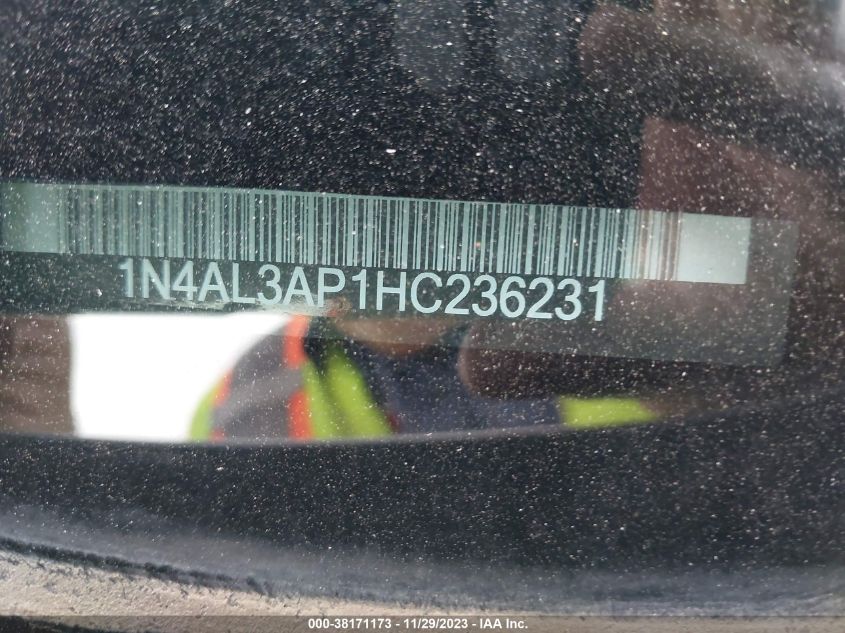 1N4AL3AP1HC236231
000-38171173 - 11/29/2023 - IAA Inc.